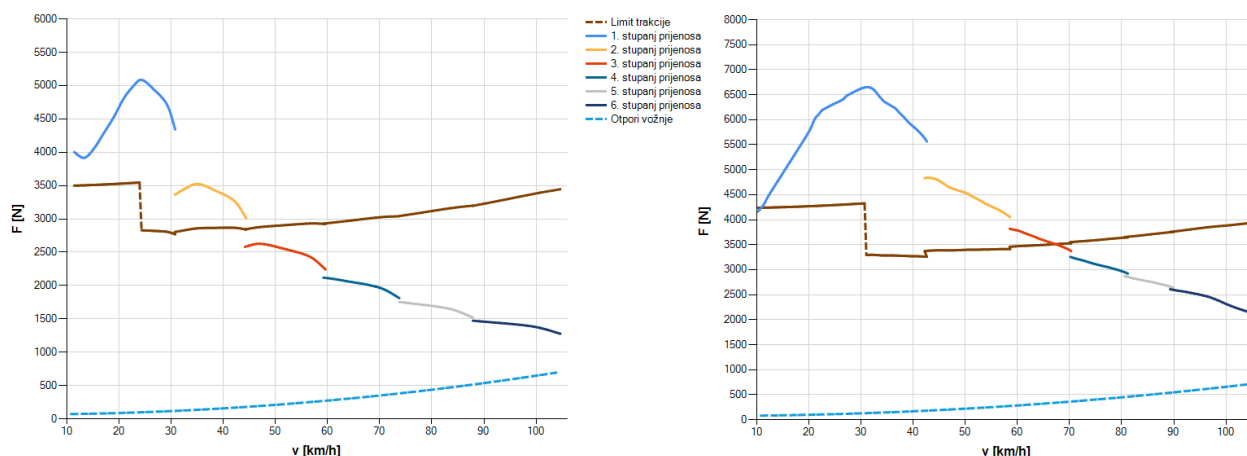 6000
5500
5000
4500
4000
3500
3000
2500
2000
1500
1000
500
0
F [N]
10 20 30 40 50 60 70 80 90 100
v [km/h]
Limit trakcije
1. stupanj prijenosa
2. stupanj prijenosa
3. stupanj prijenosa
4. stupanj prijenosa
5. stupanj prijenosa
6. stupanj prijenosa
Otpori vožnje
8000
7500
7000
6500
6000
5500
5000
4500
4000
3500
3000
2500
2000
1500
1000
500
0
F [N]
10 20 30 40 50 60 70 80 90 100
v [km/h]